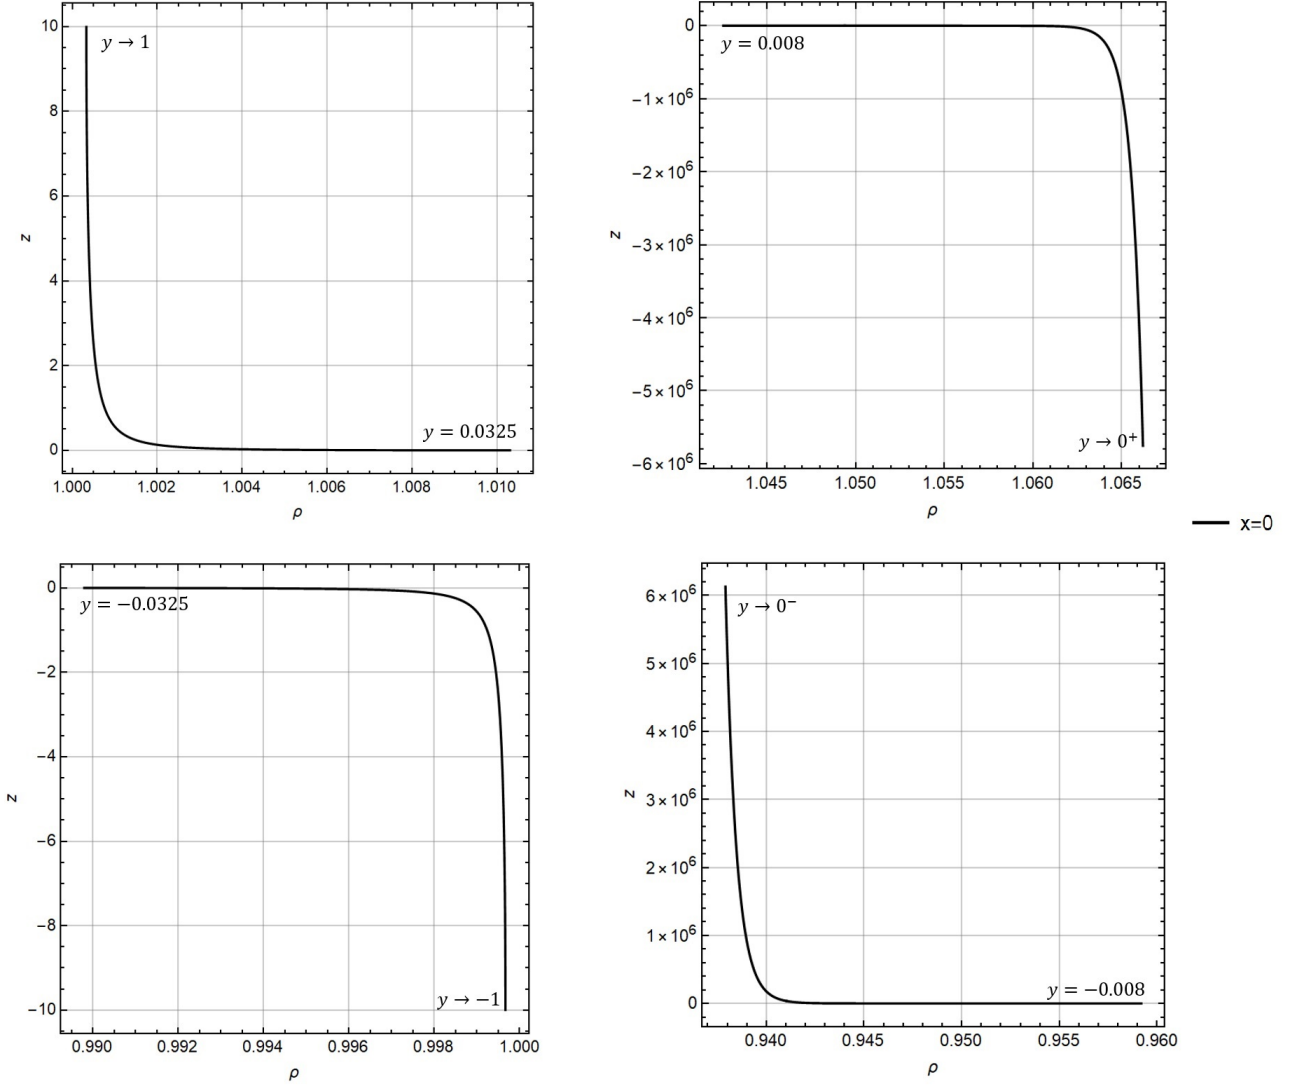 10
8
6
4
2
0
z
y → 1
y = 0.0325
1.000 1.002 1.004 1.006 1.008 1.010
ρ
0
−1 × 10⁶
−2 × 10⁶
−3 × 10⁶
−4 × 10⁶
−5 × 10⁶
−6 × 10⁶
z
y = 0.008
y → 0⁺
1.045 1.050 1.055 1.060 1.065
ρ
x=0
0
−2
−4
−6
−8
−10
z
y = −0.0325
y → −1
0.990 0.992 0.994 0.996 0.998 1.000
ρ
6 × 10⁶
5 × 10⁶
4 × 10⁶
3 × 10⁶
2 × 10⁶
1 × 10⁶
0
z
y → 0⁻
y = −0.008
0.940 0.945 0.950 0.955 0.960
ρ